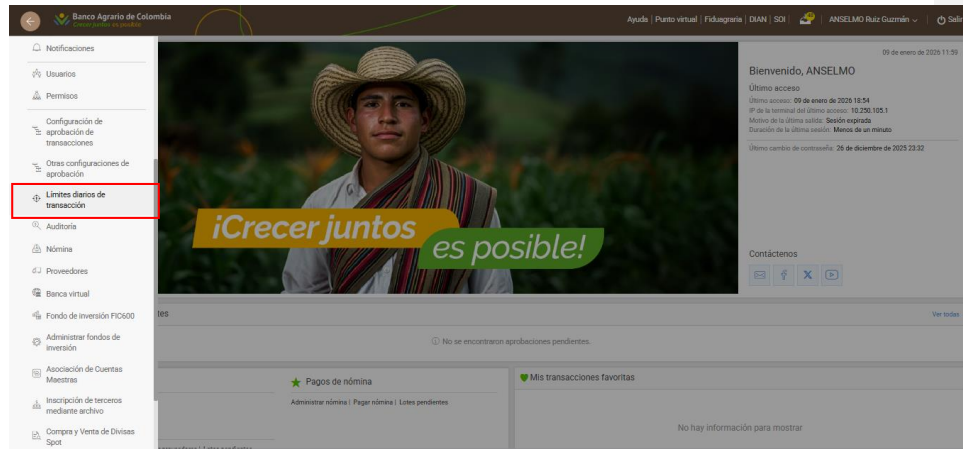 Banco Agrario de Colombia
Crecer juntos es posible
Ayuda | Punto virtual | Fiduagraria | DIAN | SOI |
ANSELMO Ruiz Guzmán
Salir
Notificaciones
Usuarios
Permisos
Configuración de
aprobación de
transacciones
Otras configuraciones de
aprobación
Límites diarios de
transacción
Auditoría
Nómina
Proveedores
Banca virtual
Fondo de inversión FIC600
Administrar fondos de
inversión
Asociación de Cuentas
Maestras
Inscripción de terceros
mediante archivo
Compra y Venta de Divisas
Spot
¡Crecer juntos
es posible!
09 de enero de 2026 11:59
Bienvenido, ANSELMO
Último acceso
Último acceso: 09 de enero de 2026 18:54
IP de la terminal del último acceso: 10.250.105.1
Motivo de la última salida: Sesión expirada
Duración de la última sesión: Menos de un minuto
Último cambio de contraseña: 26 de diciembre de 2025 23:32
Contáctenos
tes
Ver todas
No se encontraron aprobaciones pendientes.
Pagos de nómina
Administrar nómina | Pagar nómina | Lotes pendientes
Mis transacciones favoritas
No hay información para mostrar